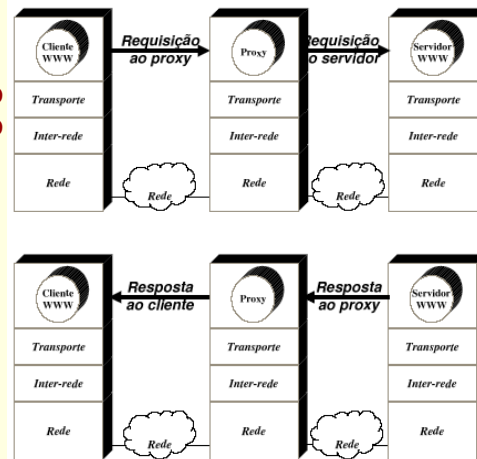 Cliente
WWW
Requisição
ao proxy
Proxy
Requisição
o servidor
Servidor
WWW
Transporte
Transporte
Transporte
Inter-rede
Inter-rede
Inter-rede
Rede
Rede
Rede
Rede
Rede
Cliente
WWW
Resposta
ao cliente
Proxy
Resposta
ao proxy
Servidor
WWW
Transporte
Transporte
Transporte
Inter-rede
Inter-rede
Inter-rede
Rede
Rede
Rede
Rede
Rede